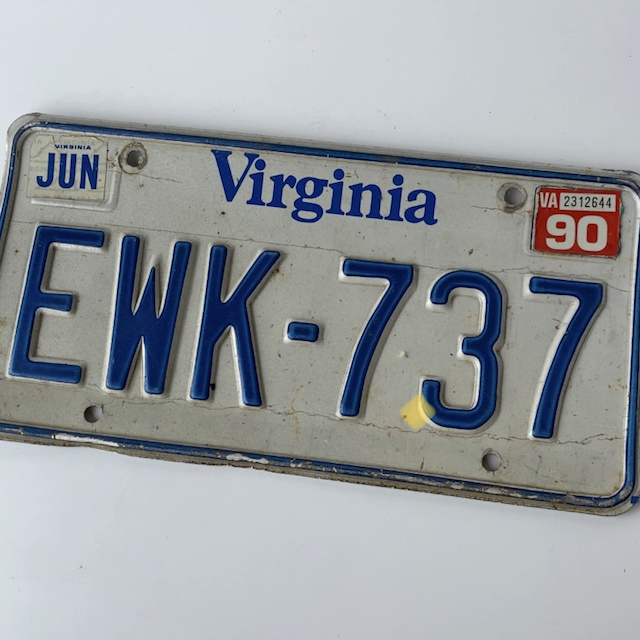 VIRGINIA
JUN
Virginia
VA 2312644
90
EWK-737